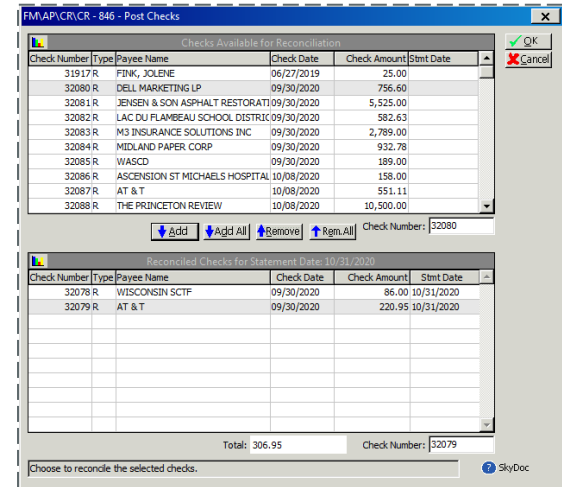 FM\AP\CR\CR - 846 - Post Checks
Checks Available for Reconciliation
OK
Cancel
Check Number Type Payee Name Check Date Check Amount Stmt Date
31917 R FINK, JOLENE 06/27/2019 25.00
32080 R DELL MARKETING LP 09/30/2020 756.60
32081 R JENSEN & SON ASPHALT RESTORATI 09/30/2020 5,525.00
32082 R LAC DU FLAMBEAU SCHOOL DISTRIC 09/30/2020 582.63
32083 R M3 INSURANCE SOLUTIONS INC 09/30/2020 2,789.00
32084 R MIDLAND PAPER CORP 09/30/2020 932.78
32085 R WASCD 09/30/2020 189.00
32086 R ASCENSION ST MICHAELS HOSPITAL 10/08/2020 158.00
32087 R AT & T 10/08/2020 551.11
32088 R THE PRINCETON REVIEW 10/08/2020 10,500.00
Add Add All Remove Rem.All Check Number: 32080
Reconciled Checks for Statement Date: 10/31/2020
Check Number Type Payee Name Check Date Check Amount Stmt Date
32078 R WISCONSIN SCTF 09/30/2020 86.00 10/31/2020
32079 R AT & T 09/30/2020 220.95 10/31/2020
Total: 306.95 Check Number: 32079
Choose to reconcile the selected checks.
? SkyDoc